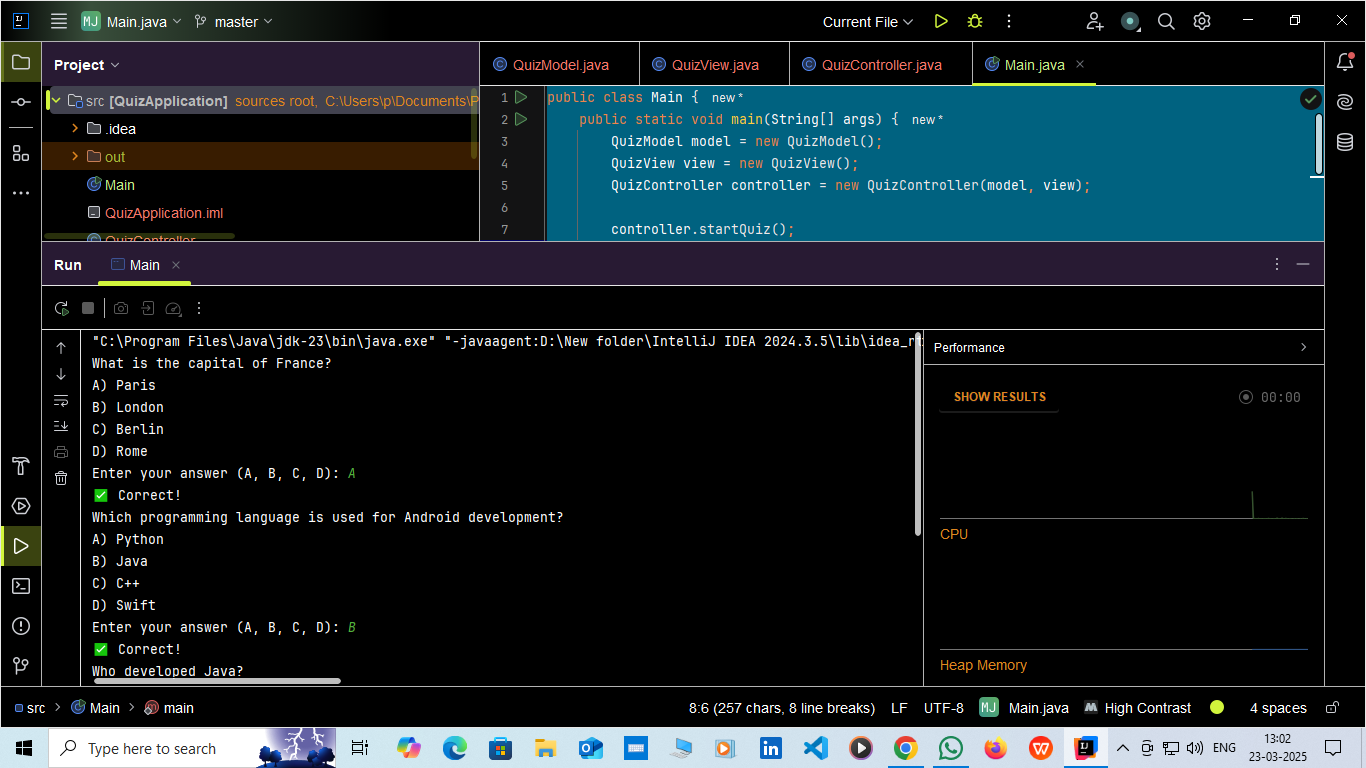 MJ Main.java master Current File
Project
QuizModel.java QuizView.java QuizController.java Main.java
src [QuizApplication] sources root, C:\Users\p\Documents\P
.idea
out
Main
QuizApplication.iml
QuizController
1 public class Main { new *
2 public static void main(String[] args) { new *
3 QuizModel model = new QuizModel();
4 QuizView view = new QuizView();
5 QuizController controller = new QuizController(model, view);
6
7 controller.startQuiz();
Run Main
"C:\Program Files\Java\jdk-23\bin\java.exe" "-javaagent:D:\New folder\IntelliJ IDEA 2024.3.5\lib\idea_rt
What is the capital of France?
A) Paris
B) London
C) Berlin
D) Rome
Enter your answer (A, B, C, D): A
✅ Correct!
Which programming language is used for Android development?
A) Python
B) Java
C) C++
D) Swift
Enter your answer (A, B, C, D): B
✅ Correct!
Who developed Java?
Performance
SHOW RESULTS 00:00
CPU
Heap Memory
src Main main 8:6 (257 chars, 8 line breaks) LF UTF-8 MJ Main.java High Contrast 4 spaces
Type here to search ENG 13:02
23-03-2025